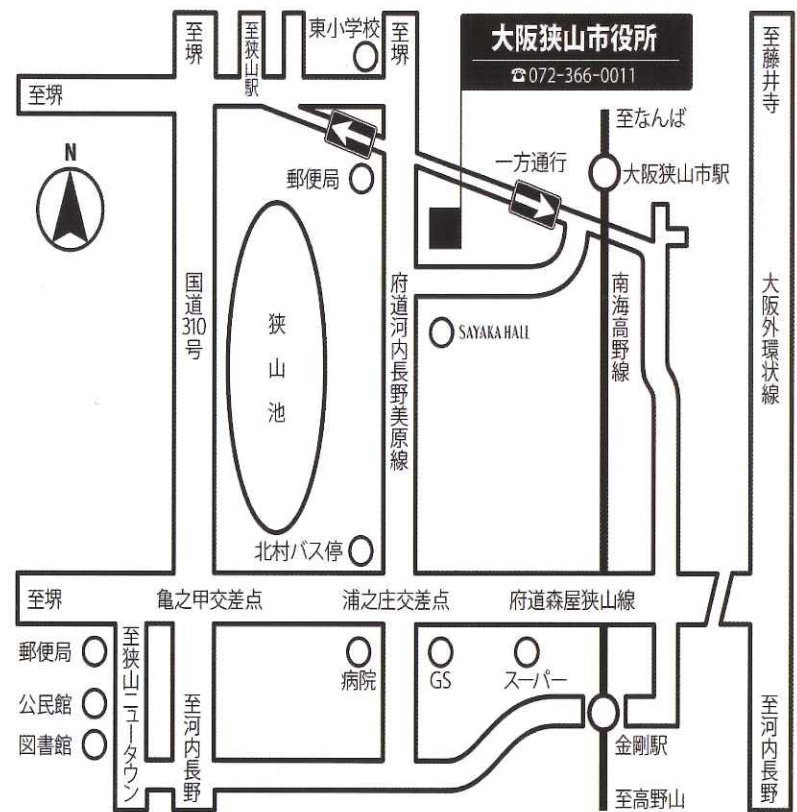 至堺
至狭山駅
東小学校
至堺
大阪狭山市役所
☎072-366-0011
至藤井寺
至堺
至なんば
N
郵便局
一方通行
大阪狭山市駅
国道310号
狭山池
府道河内長野美原線
SAYAKA HALL
南海高野線
大阪外環状線
北村バス停
至堺
亀之甲交差点
浦之庄交差点
府道森屋狭山線
郵便局
公民館
図書館
至狭山ニュータウン
至河内長野
病院
GS
スーパー
金剛駅
至高野山
至河内長野